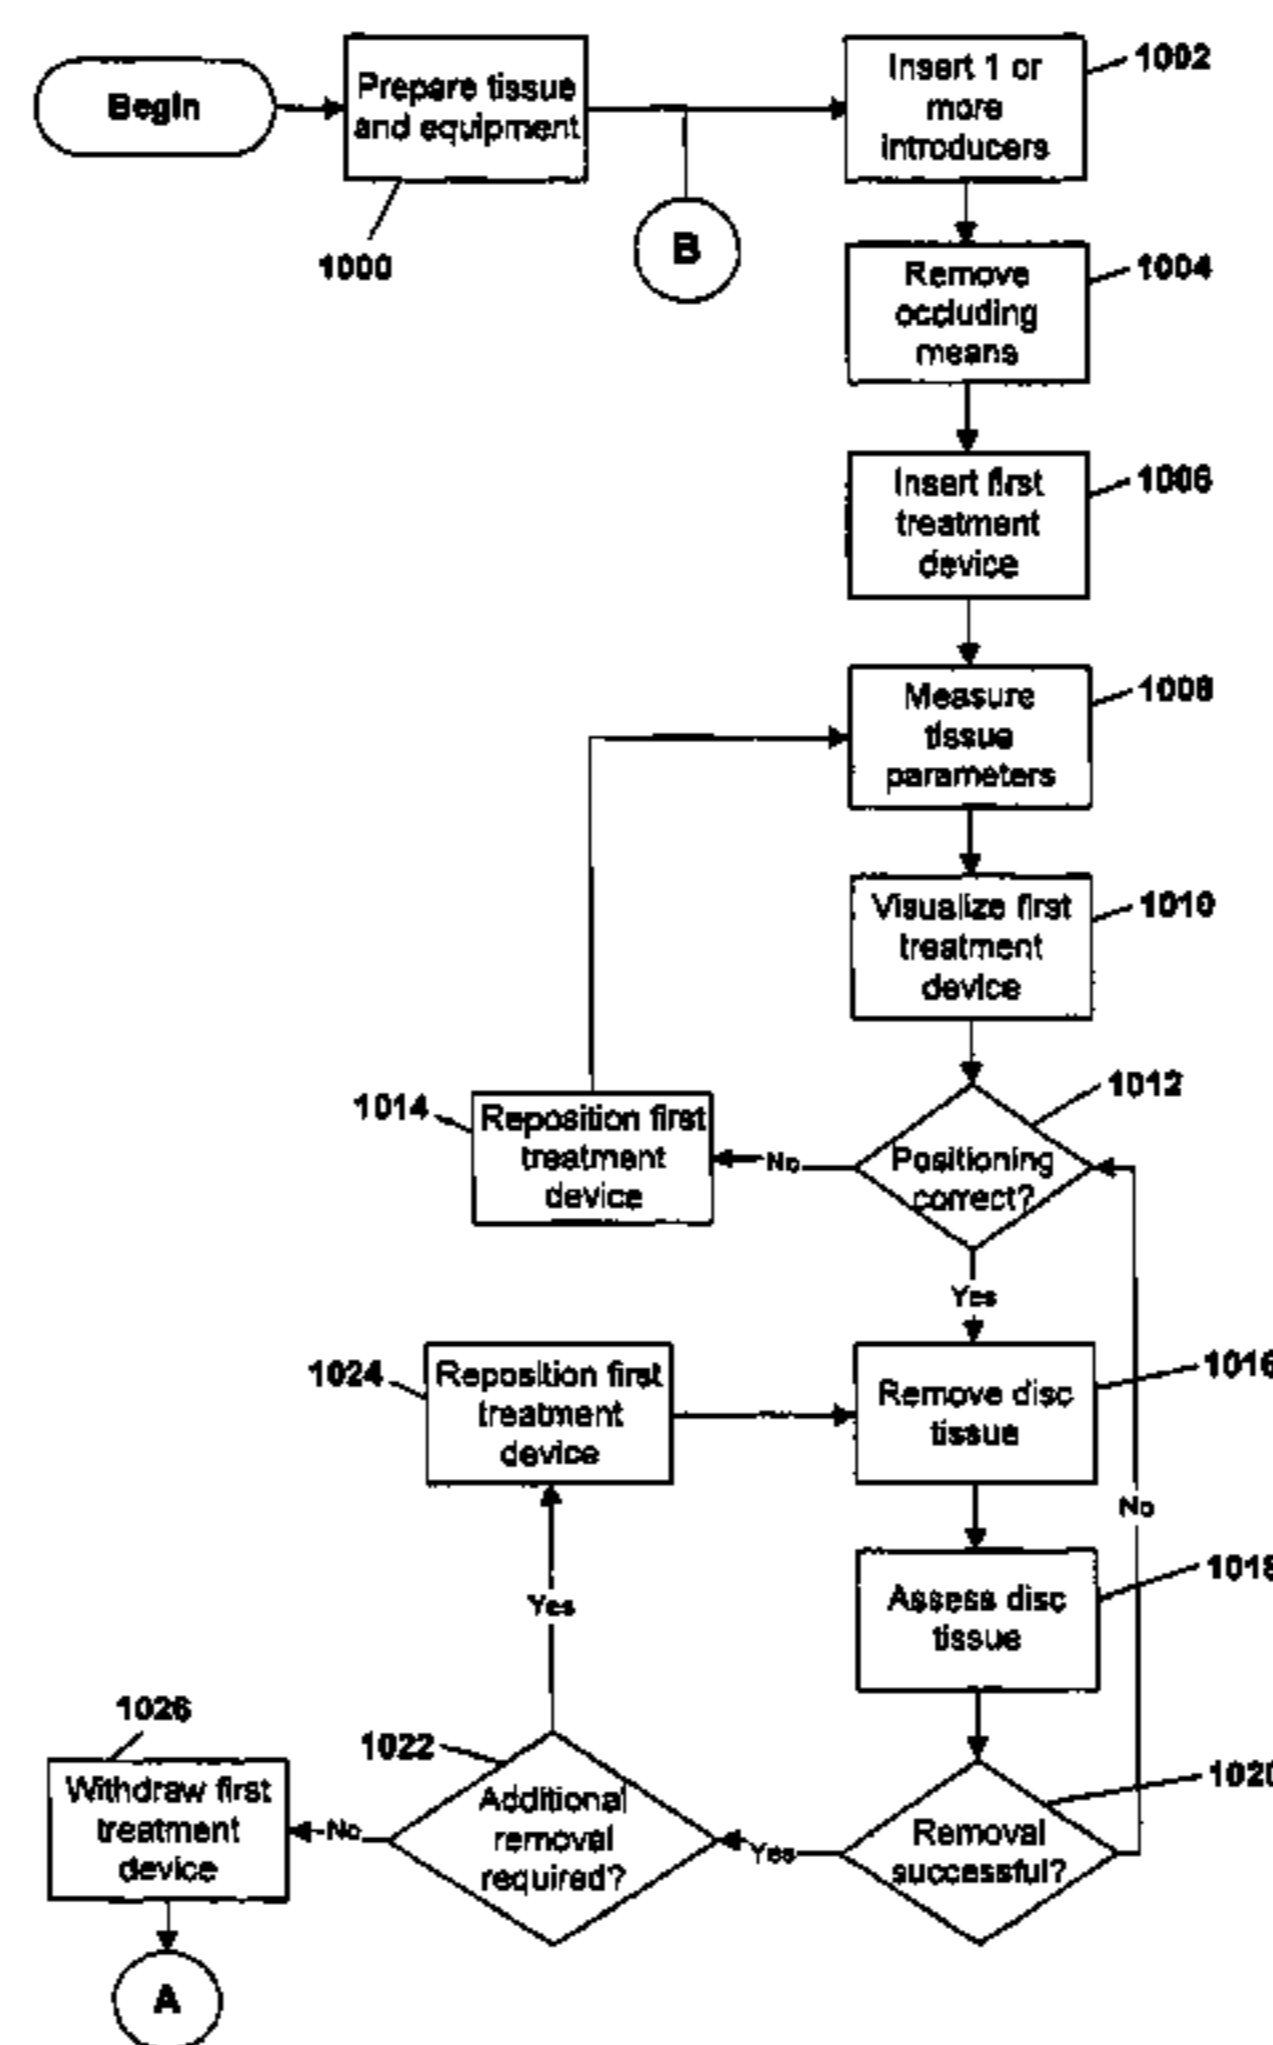 Begin
Prepare tissue
and equipment
1000
B
Insert 1 or
more
introducers
1002
Remove
occluding
means
1004
Insert first
treatment
device
1006
Measure
tissue
parameters
1008
Visualize first
treatment
device
1010
1012
Positioning
correct?
No
1014
Reposition first
treatment
device
Yes
1024
Reposition first
treatment
device
Remove disc
tissue
1016
No
Assess disc
tissue
1018
Yes
1026
Withdraw first
treatment
device
No
1022
Additional
removal
required?
Yes
Removal
successful?
1020
A